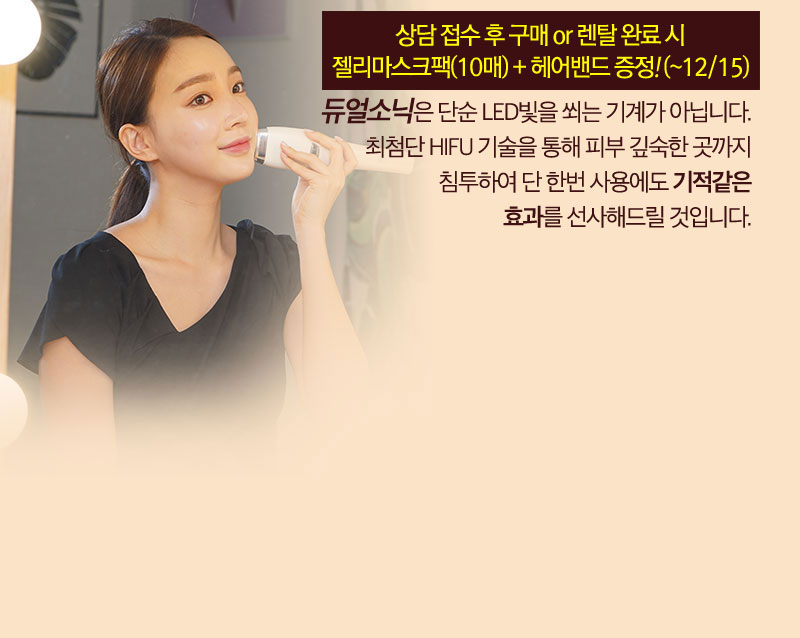 상담 접수 후 구매 or 렌탈 완료 시
젤리마스크팩(10매) + 헤어밴드 증정! (~12/15)
듀얼소닉은 단순 LED빛을 쐬는 기계가 아닙니다.
최첨단 HIFU 기술을 통해 피부 깊숙한 곳까지
침투하여 단 한번 사용에도 기적같은
효과를 선사해드릴 것입니다.